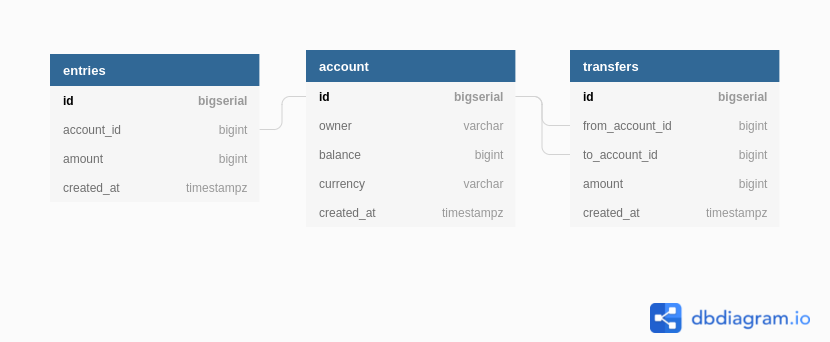 entries
id bigserial
account_id bigint
amount bigint
created_at timestampz
account
id bigserial
owner varchar
balance bigint
currency varchar
created_at timestampz
transfers
id bigserial
from_account_id bigint
to_account_id bigint
amount bigint
created_at timestampz
dbdiagram.io